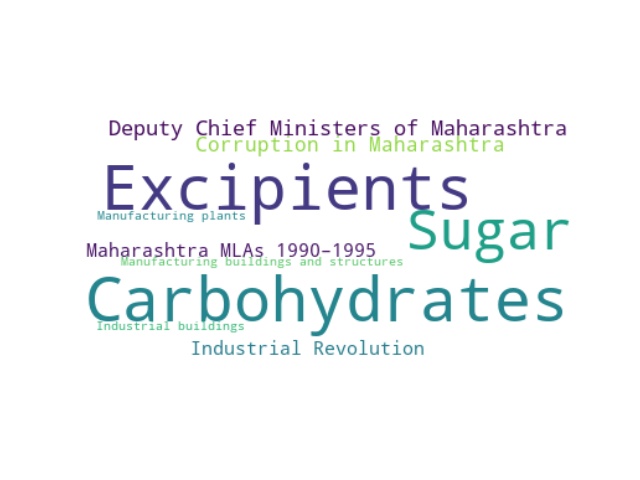 Deputy Chief Ministers of Maharashtra
Corruption in Maharashtra
Excipients
Manufacturing plants
Sugar
Maharashtra MLAs 1990–1995
Manufacturing buildings and structures
Carbohydrates
Industrial buildings
Industrial Revolution